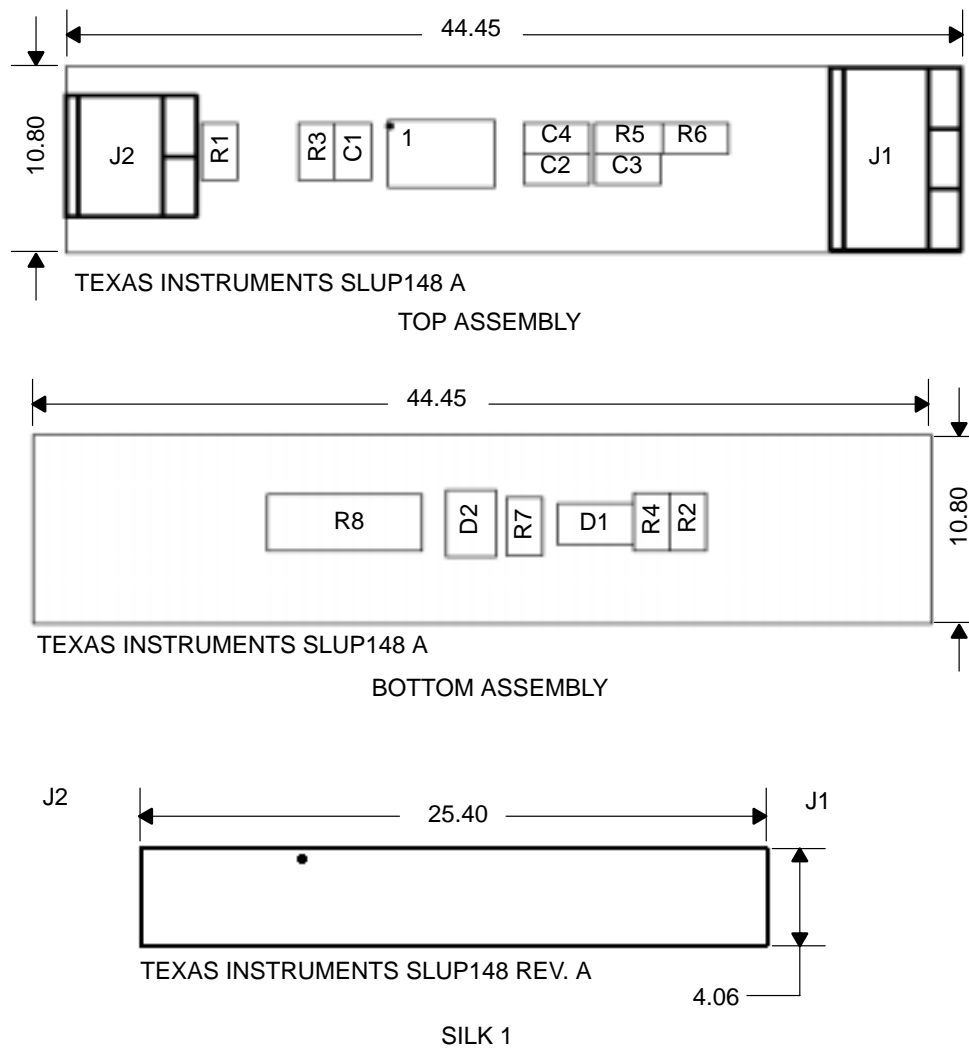 44.45
10.80
J2
R1
R3
C1
1
C4
R5
R6
C2
C3
J1
TEXAS INSTRUMENTS SLUP148 A
TOP ASSEMBLY
44.45
R8
D2
R7
D1
R4
R2
10.80
TEXAS INSTRUMENTS SLUP148 A
BOTTOM ASSEMBLY
J2
25.40
J1
TEXAS INSTRUMENTS SLUP148 REV. A
4.06
SILK 1